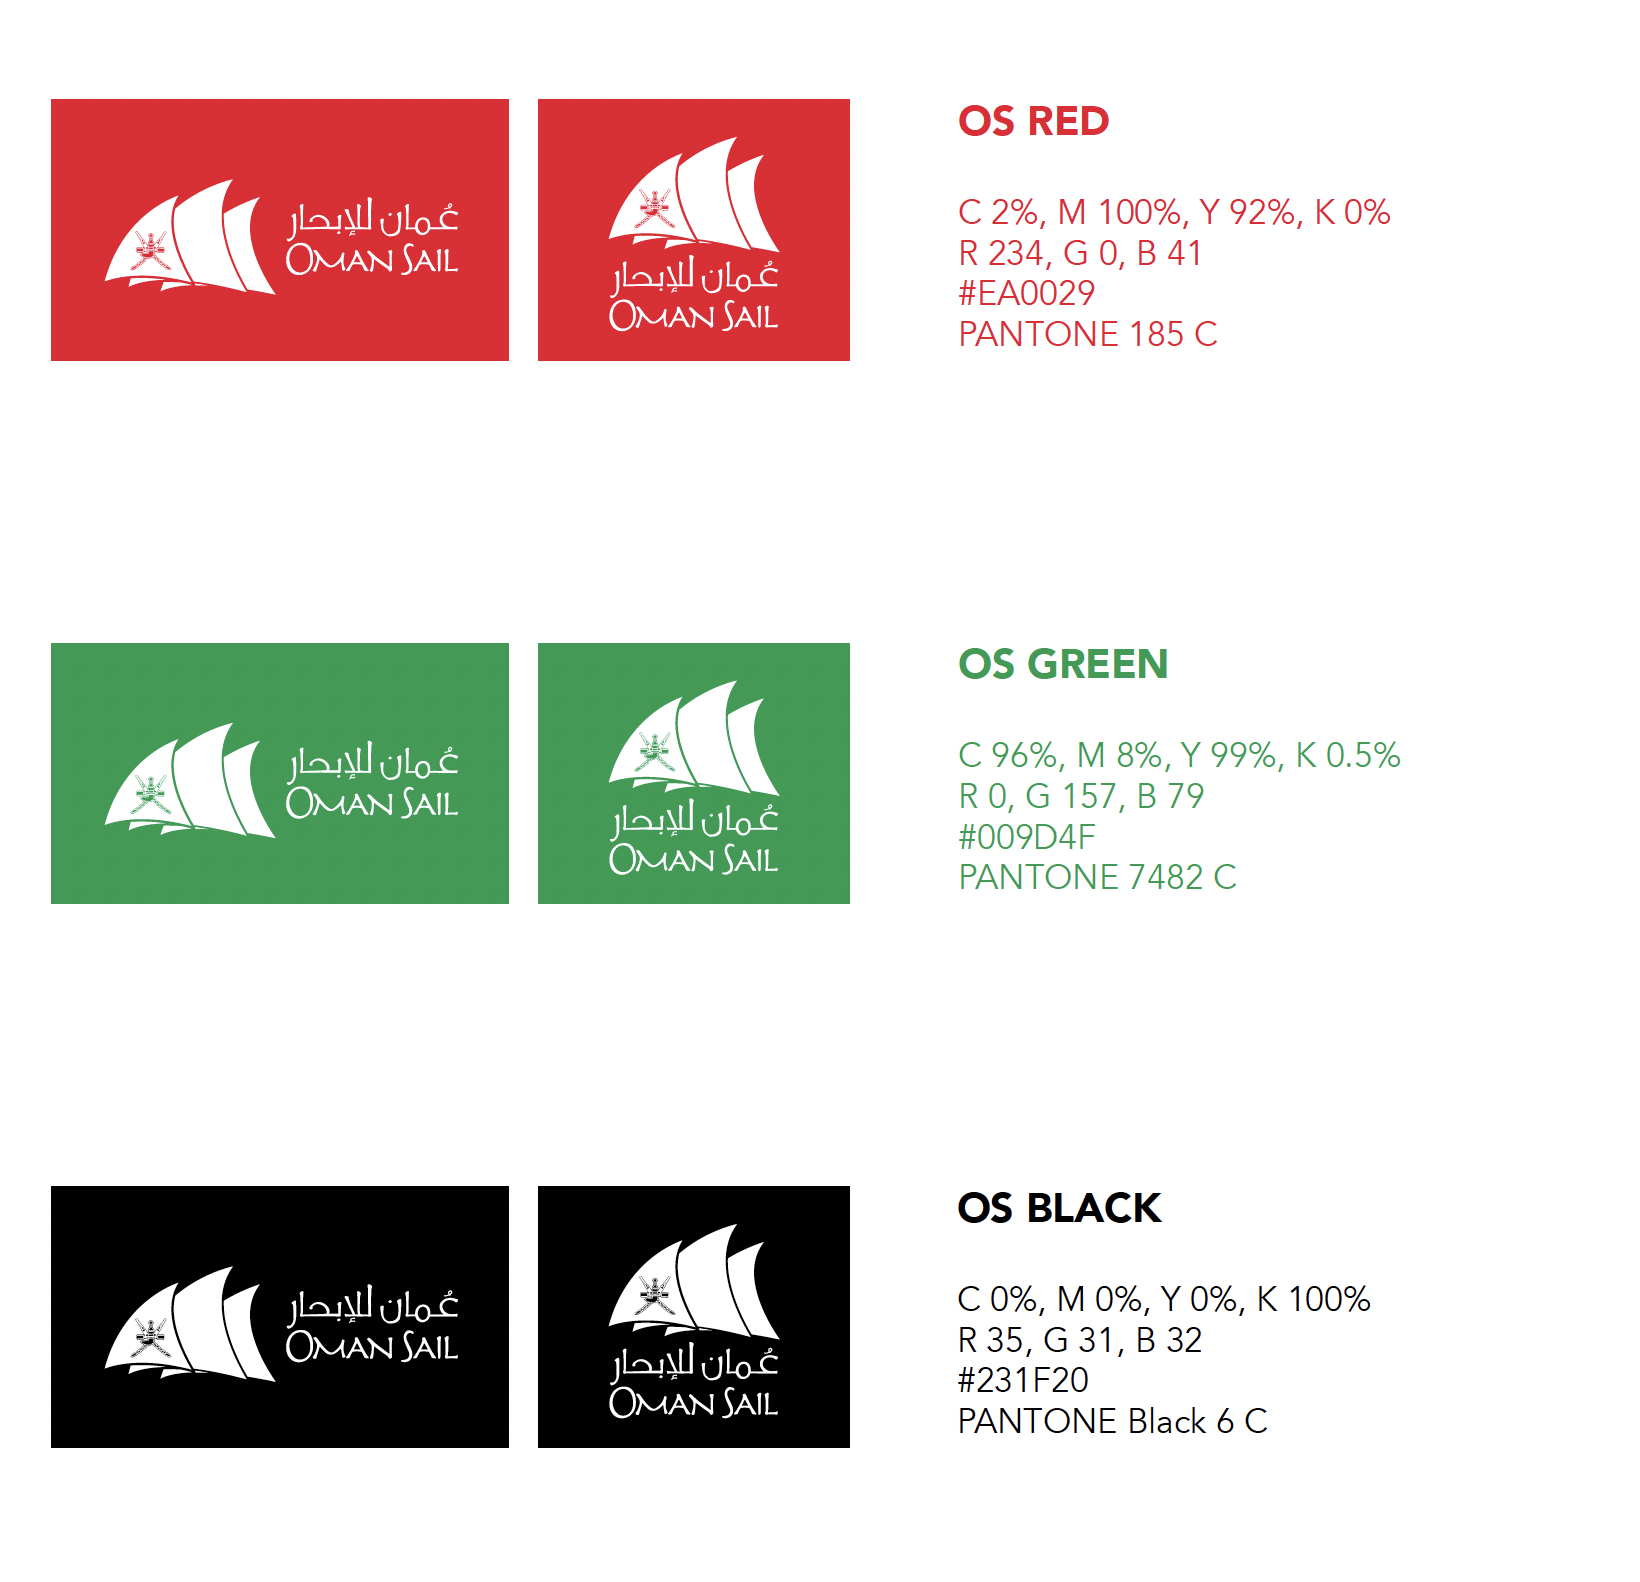 عُمان للإبحار
OMAN SAIL
عُمان للإبحار
OMAN SAIL
OS RED
C 2%, M 100%, Y 92%, K 0%
R 234, G 0, B 41
#EA0029
PANTONE 185 C
عُمان للإبحار
OMAN SAIL
عُمان للإبحار
OMAN SAIL
OS GREEN
C 96%, M 8%, Y 99%, K 0.5%
R 0, G 157, B 79
#009D4F
PANTONE 7482 C
عُمان للإبحار
OMAN SAIL
عُمان للإبحار
OMAN SAIL
OS BLACK
C 0%, M 0%, Y 0%, K 100%
R 35, G 31, B 32
#231F20
PANTONE Black 6 C